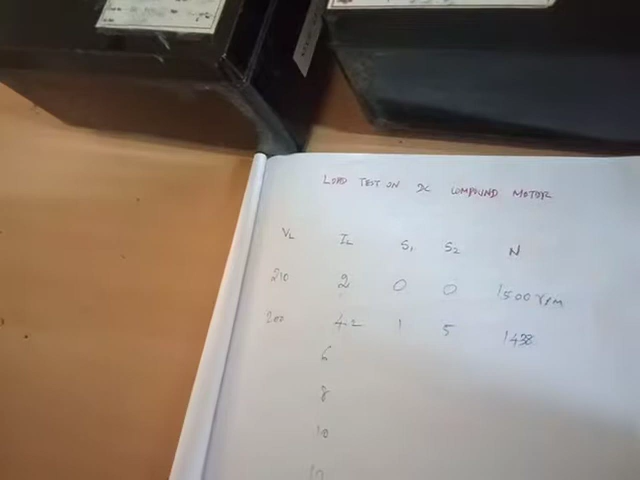 LOAD TEST ON DC COMPOUND MOTOR
VL IL S1 S2 N
210 2 0 0 1500 rpm
200 4.2 1 5 1438
6
8
10
12